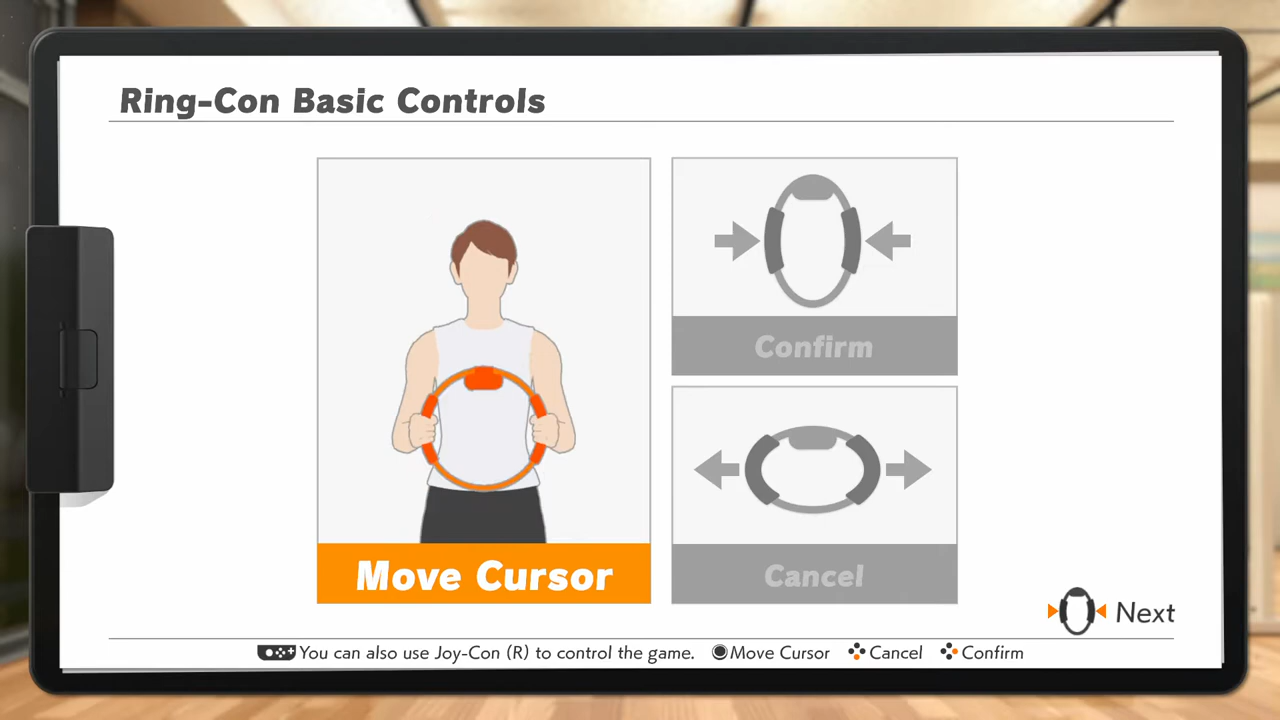 Ring-Con Basic Controls
Confirm
Move Cursor
Cancel
Next
You can also use Joy-Con (R) to control the game. Move Cursor Cancel Confirm